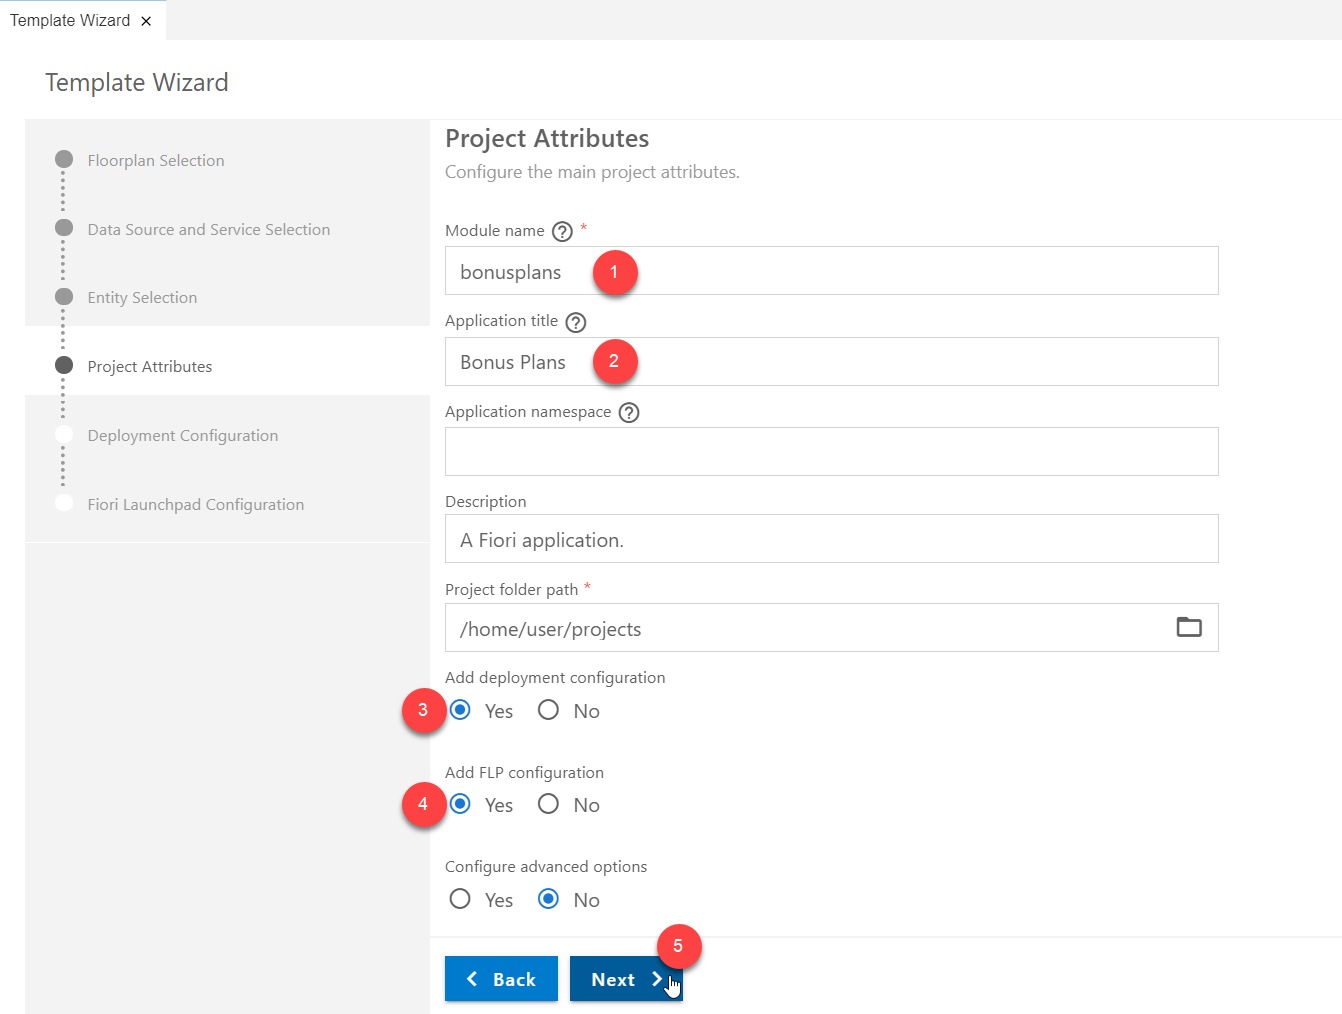 Template Wizard ×
Template Wizard
Floorplan Selection
Data Source and Service Selection
Entity Selection
Project Attributes
Deployment Configuration
Fiori Launchpad Configuration
Project Attributes
Configure the main project attributes.
Module name ? *
bonusplans 1
Application title ?
Bonus Plans 2
Application namespace ?
Description
A Fiori application.
Project folder path *
/home/user/projects
Add deployment configuration
3 Yes No
Add FLP configuration
4 Yes No
Configure advanced options
Yes No
5
Back Next